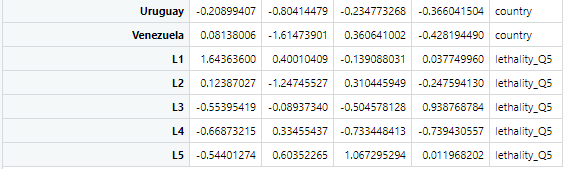 Uruguay -0.20899407 -0.80414479 -0.234773268 -0.366041504 country
Venezuela 0.08138006 -1.61473901 0.360641002 -0.428194490 country
L1 1.64363600 0.40010409 -0.139088031 0.037749960 lethality_Q5
L2 0.12387027 -1.24745527 0.310445949 -0.247594130 lethality_Q5
L3 -0.55395419 -0.08937340 -0.504578128 0.938768784 lethality_Q5
L4 -0.66873215 0.33455437 -0.733448413 -0.739430557 lethality_Q5
L5 -0.54401274 0.60352265 1.067295294 0.011968202 lethality_Q5